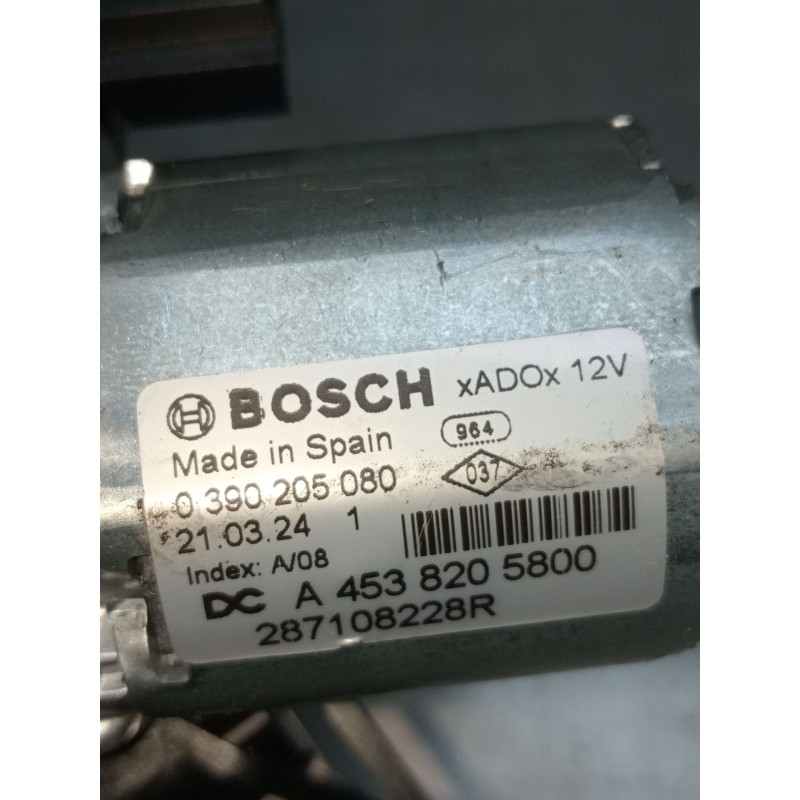 BOSCH xADOx 12V
Made in Spain 964
0 390 205 080 037
21.03.24 1
Index: A/08
DC A 453 820 5800
287108228R